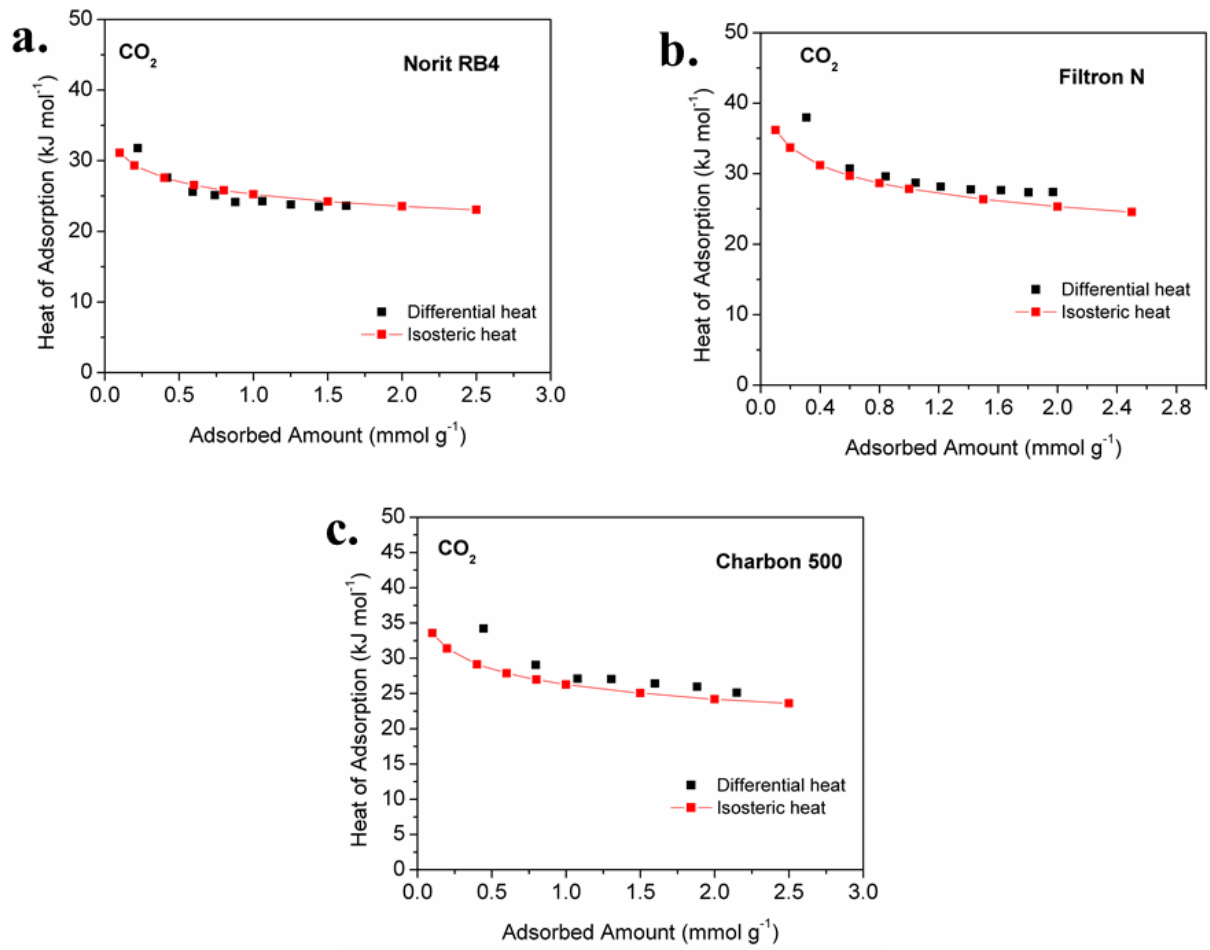 a.
CO2
Norit RB4
Heat of Adsorption (kJ mol-1)
50
40
30
20
10
0
Differential heat
Isosteric heat
0.0 0.5 1.0 1.5 2.0 2.5 3.0
Adsorbed Amount (mmol g-1)
b.
CO2
Filtron N
Heat of Adsorption (kJ mol-1)
50
40
30
20
10
0
Differential heat
Isosteric heat
0.0 0.4 0.8 1.2 1.6 2.0 2.4 2.8
Adsorbed Amount (mmol g-1)
c.
CO2
Charbon 500
Heat of Adsorption (kJ mol-1)
50
45
40
35
30
25
20
15
10
5
0
Differential heat
Isosteric heat
0.0 0.5 1.0 1.5 2.0 2.5 3.0
Adsorbed Amount (mmol g-1)